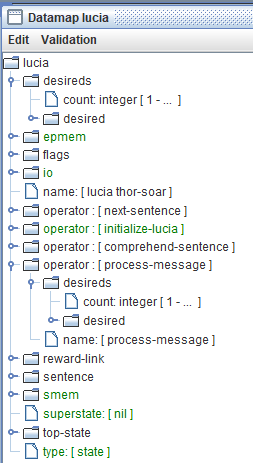 Datamap lucia
Edit Validation
lucia
desireds
count: integer [ 1 - ... ]
desired
epmem
flags
io
name: [ lucia thor-soar ]
operator : [ next-sentence ]
operator : [ initialize-lucia ]
operator : [ comprehend-sentence ]
operator : [ process-message ]
desireds
count: integer [ 1 - ... ]
desired
name: [ process-message ]
reward-link
sentence
smem
superstate: [ nil ]
top-state
type: [ state ]